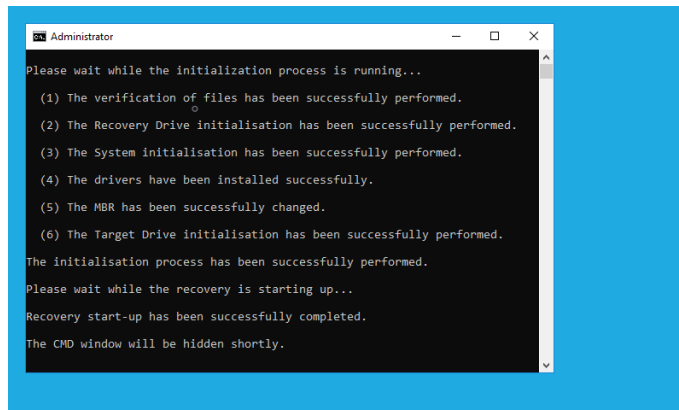 Administrator
Please wait while the initialization process is running...
(1) The verification of files has been successfully performed.
(2) The Recovery Drive initialisation has been successfully performed.
(3) The System initialisation has been successfully performed.
(4) The drivers have been installed successfully.
(5) The MBR has been successfully changed.
(6) The Target Drive initialisation has been successfully performed.
The initialisation process has been successfully performed.
Please wait while the recovery is starting up...
Recovery start-up has been successfully completed.
The CMD window will be hidden shortly.